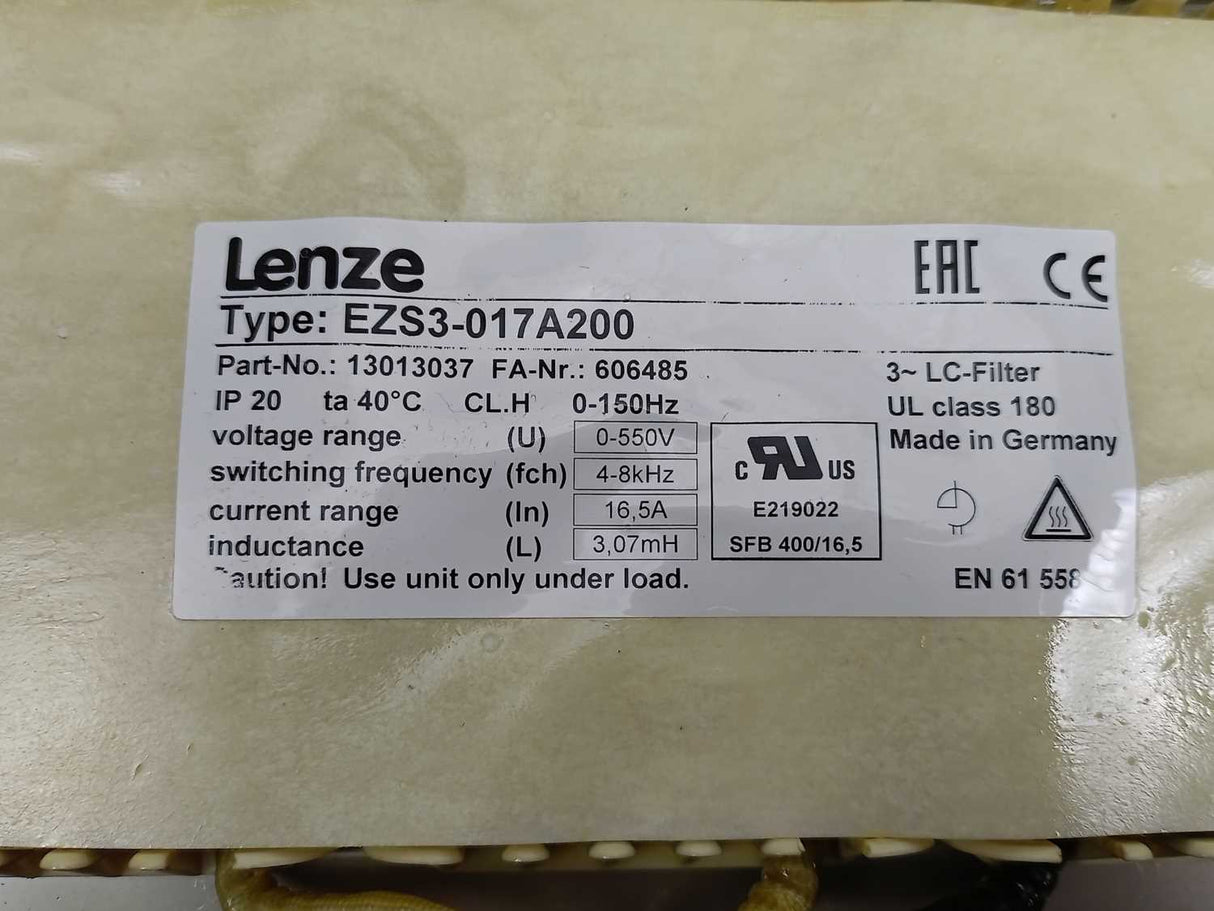 Lenze EAC CE
Type: EZS3-017A200
Part-No.: 13013037 FA-Nr.: 606485
3~ LC-Filter
IP 20 ta 40°C CL.H 0-150Hz
UL class 180
voltage range (U) 0-550V
Made in Germany
switching frequency (fch) 4-8kHz
current range (In) 16,5A
inductance (L) 3,07mH
c RU US
E219022
SFB 400/16,5
Caution! Use unit only under load.
EN 61 558